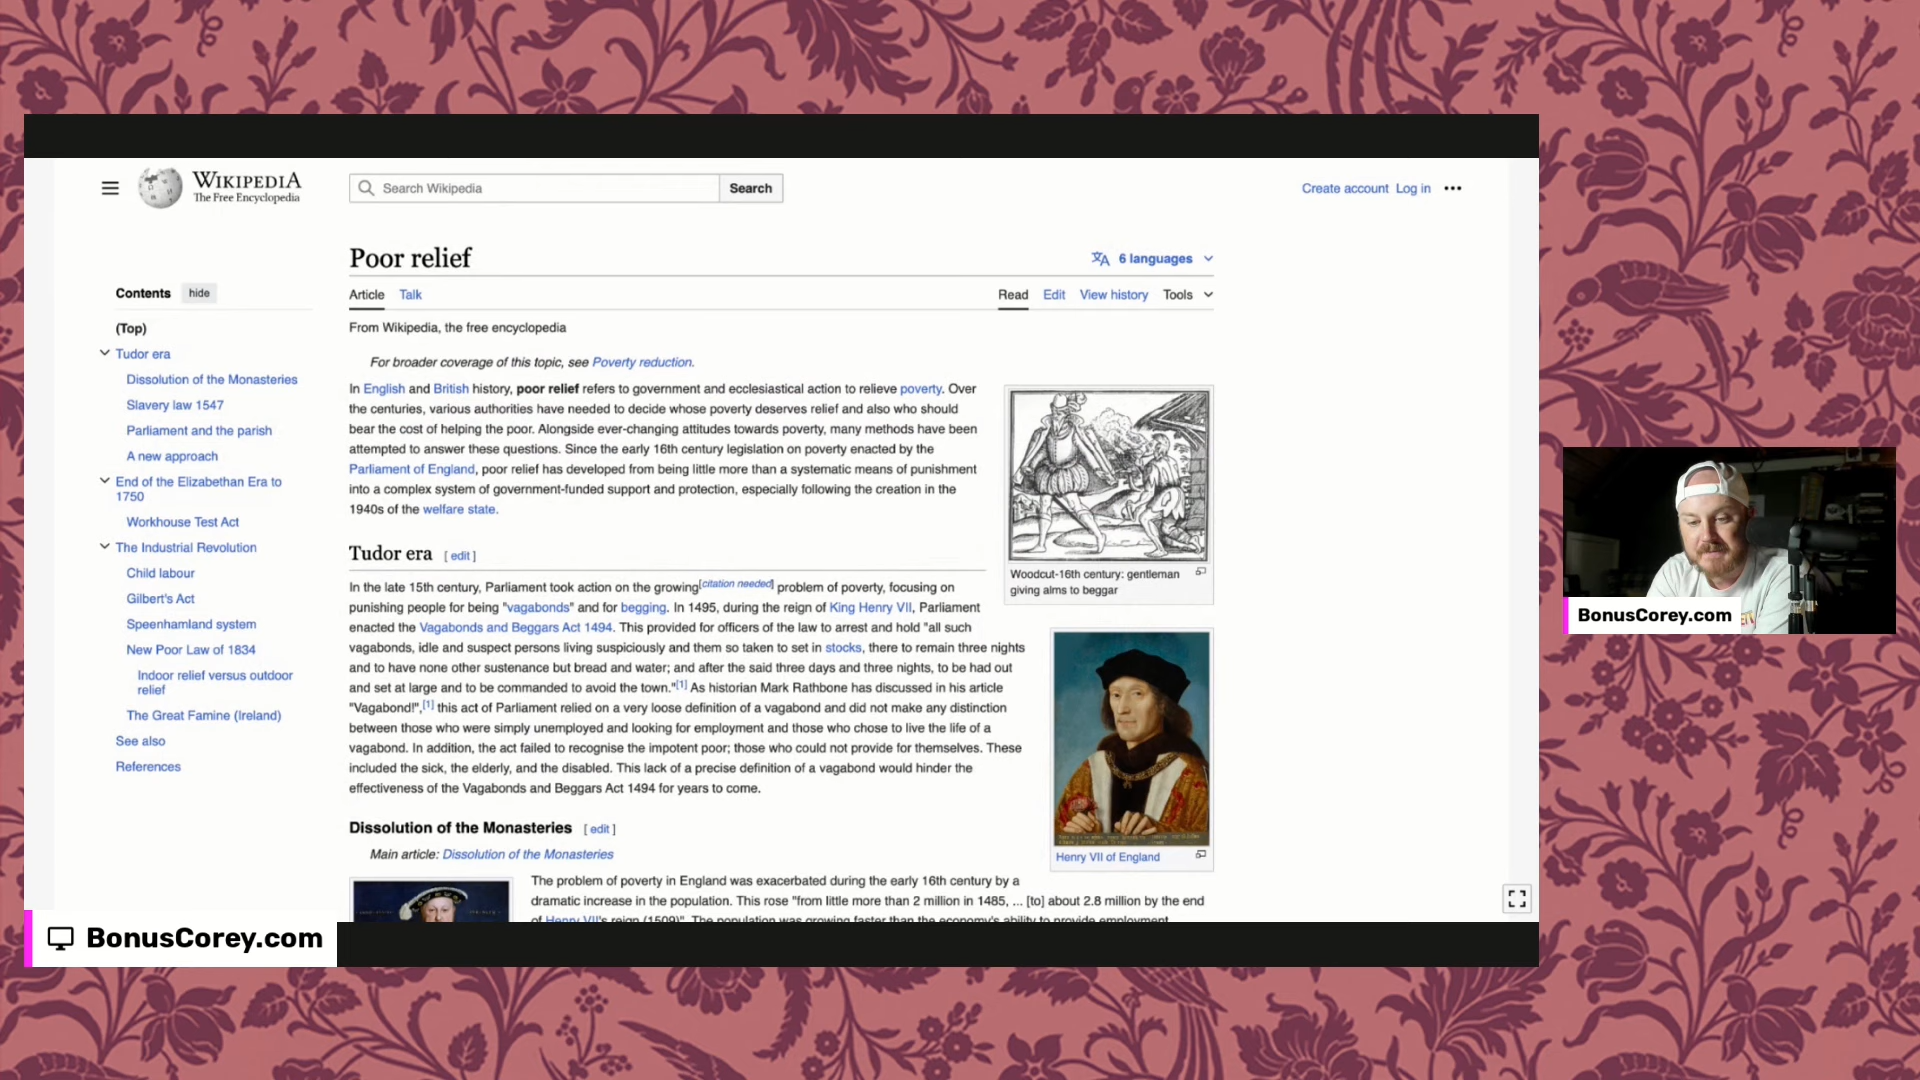 WIKIPEDIA
The Free Encyclopedia
Search Wikipedia
Search
Create account Log in
Poor relief
6 languages
Article Talk
Read Edit View history Tools
From Wikipedia, the free encyclopedia
Contents hide
(Top)
Tudor era
Dissolution of the Monasteries
Slavery law 1547
Parliament and the parish
A new approach
End of the Elizabethan Era to
1750
Workhouse Test Act
The Industrial Revolution
Child labour
Gilbert's Act
Speenhamland system
New Poor Law of 1834
Indoor relief versus outdoor
relief
The Great Famine (Ireland)
See also
References
For broader coverage of this topic, see Poverty reduction.
In English and British history, poor relief refers to government and ecclesiastical action to relieve poverty. Over
the centuries, various authorities have needed to decide whose poverty deserves relief and also who should
bear the cost of helping the poor. Alongside ever-changing attitudes towards poverty, many methods have been
attempted to answer these questions. Since the early 16th century legislation on poverty enacted by the
Parliament of England, poor relief has developed from being little more than a systematic means of punishment
into a complex system of government-funded support and protection, especially following the creation in the
1940s of the welfare state.
Woodcut-16th century: gentleman
giving alms to beggar
Tudor era [ edit ]
In the late 15th century, Parliament took action on the growing[citation needed] problem of poverty, focusing on
punishing people for being "vagabonds" and for begging. In 1495, during the reign of King Henry VII, Parliament
enacted the Vagabonds and Beggars Act 1494. This provided for officers of the law to arrest and hold "all such
vagabonds, idle and suspect persons living suspiciously and them so taken to set in stocks, there to remain three nights
and to have none other sustenance but bread and water; and after the said three days and three nights, to be had out
and set at large and to be commanded to avoid the town."[1] As historian Mark Rathbone has discussed in his article
"Vagabond!",[1] this act of Parliament relied on a very loose definition of a vagabond and did not make any distinction
between those who were simply unemployed and looking for employment and those who chose to live the life of a
vagabond. In addition, the act failed to recognise the impotent poor; those who could not provide for themselves. These
included the sick, the elderly, and the disabled. This lack of a precise definition of a vagabond would hinder the
effectiveness of the Vagabonds and Beggars Act 1494 for years to come.
Henry VII of England
Dissolution of the Monasteries [ edit ]
Main article: Dissolution of the Monasteries
The problem of poverty in England was exacerbated during the early 16th century by a
dramatic increase in the population. This rose "from little more than 2 million in 1485, ... [to] about 2.8 million by the end
of Henry VII's reign (1509)". The population was growing faster than the economy's ability to provide employment
BonusCorey.com
BonusCorey.com